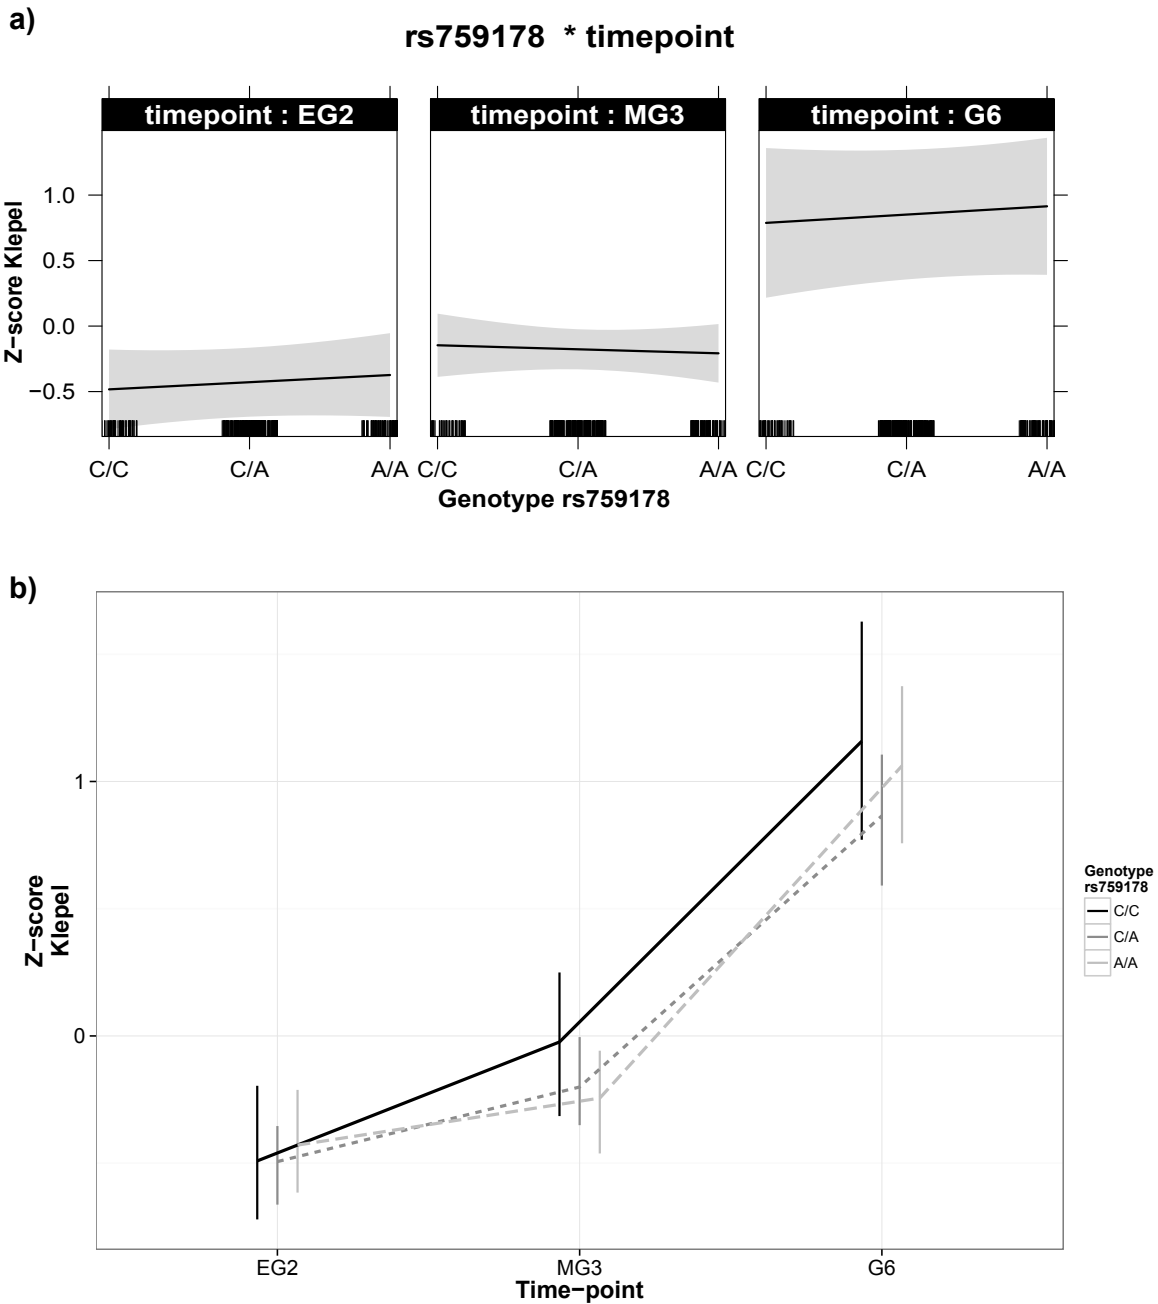 a)
rs759178 * timepoint
timepoint : EG2
timepoint : MG3
timepoint : G6
Z−score Klepel
1.0
0.5
0.0
−0.5
C/C C/A A/A
C/C C/A A/A
C/C C/A A/A
Genotype rs759178
b)
Z−score
Klepel
1
0
EG2 MG3 G6
Time−point
Genotype
rs759178
C/C
C/A
A/A